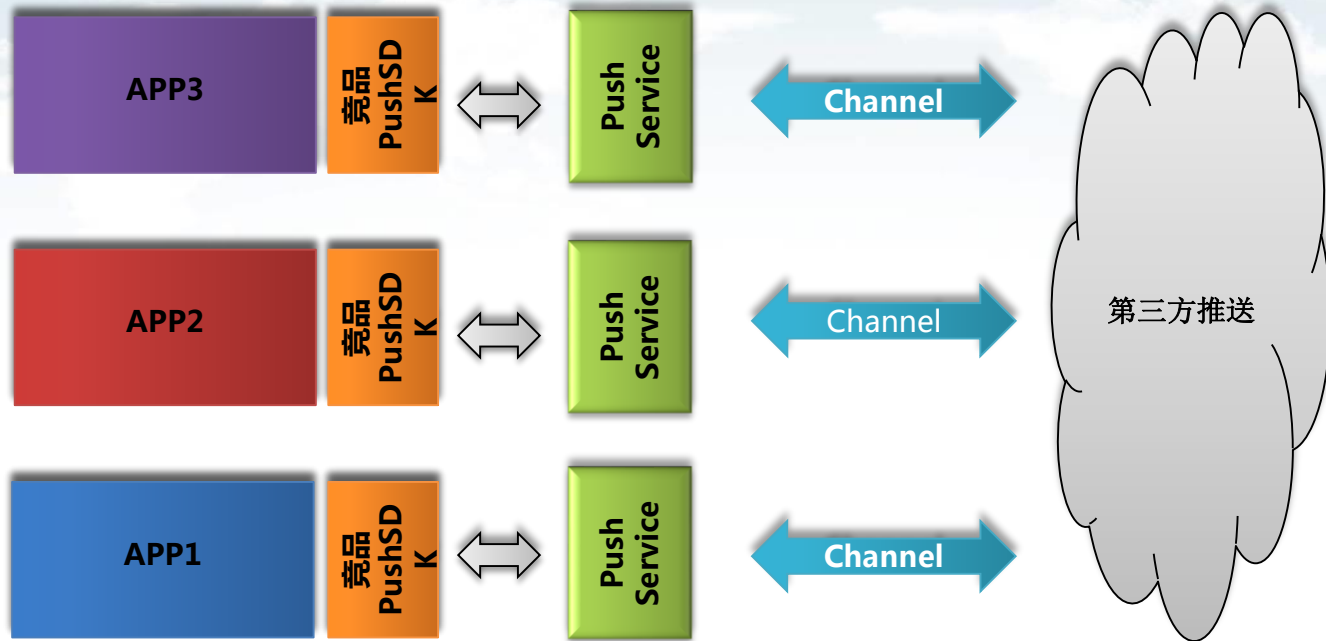 APP3
竞品
PushSD
K
Push
Service
Channel
APP2
竞品
PushSD
K
Push
Service
Channel
第三方推送
APP1
竞品
PushSD
K
Push
Service
Channel